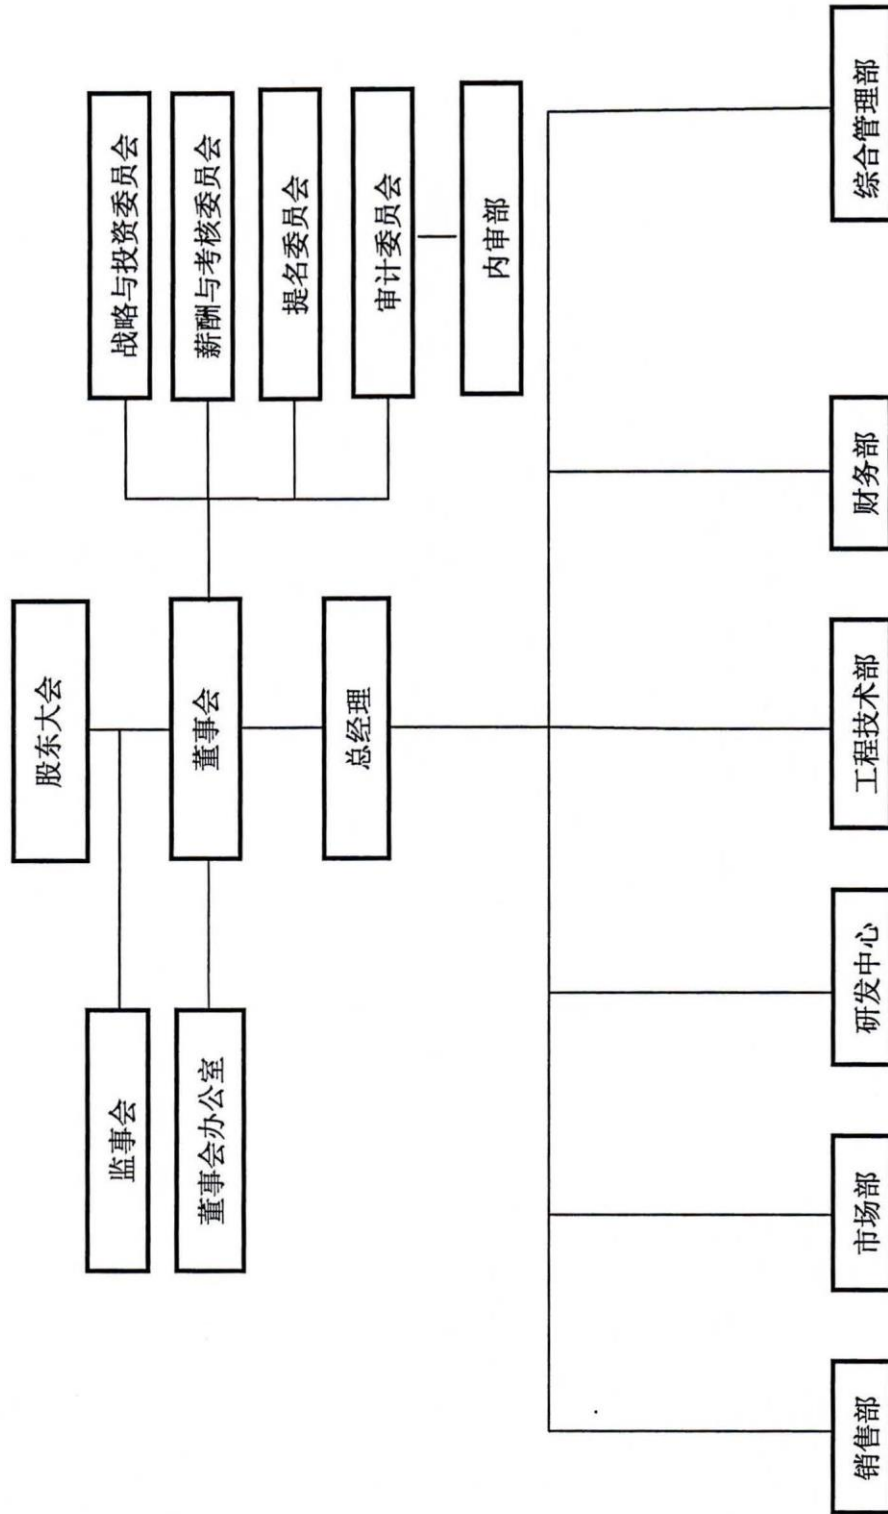 股东大会
监事会
董事会
董事会办公室
总经理
战略与投资委员会
薪酬与考核委员会
提名委员会
审计委员会
内审部
销售部
市场部
研发中心
工程技术部
财务部
综合管理部